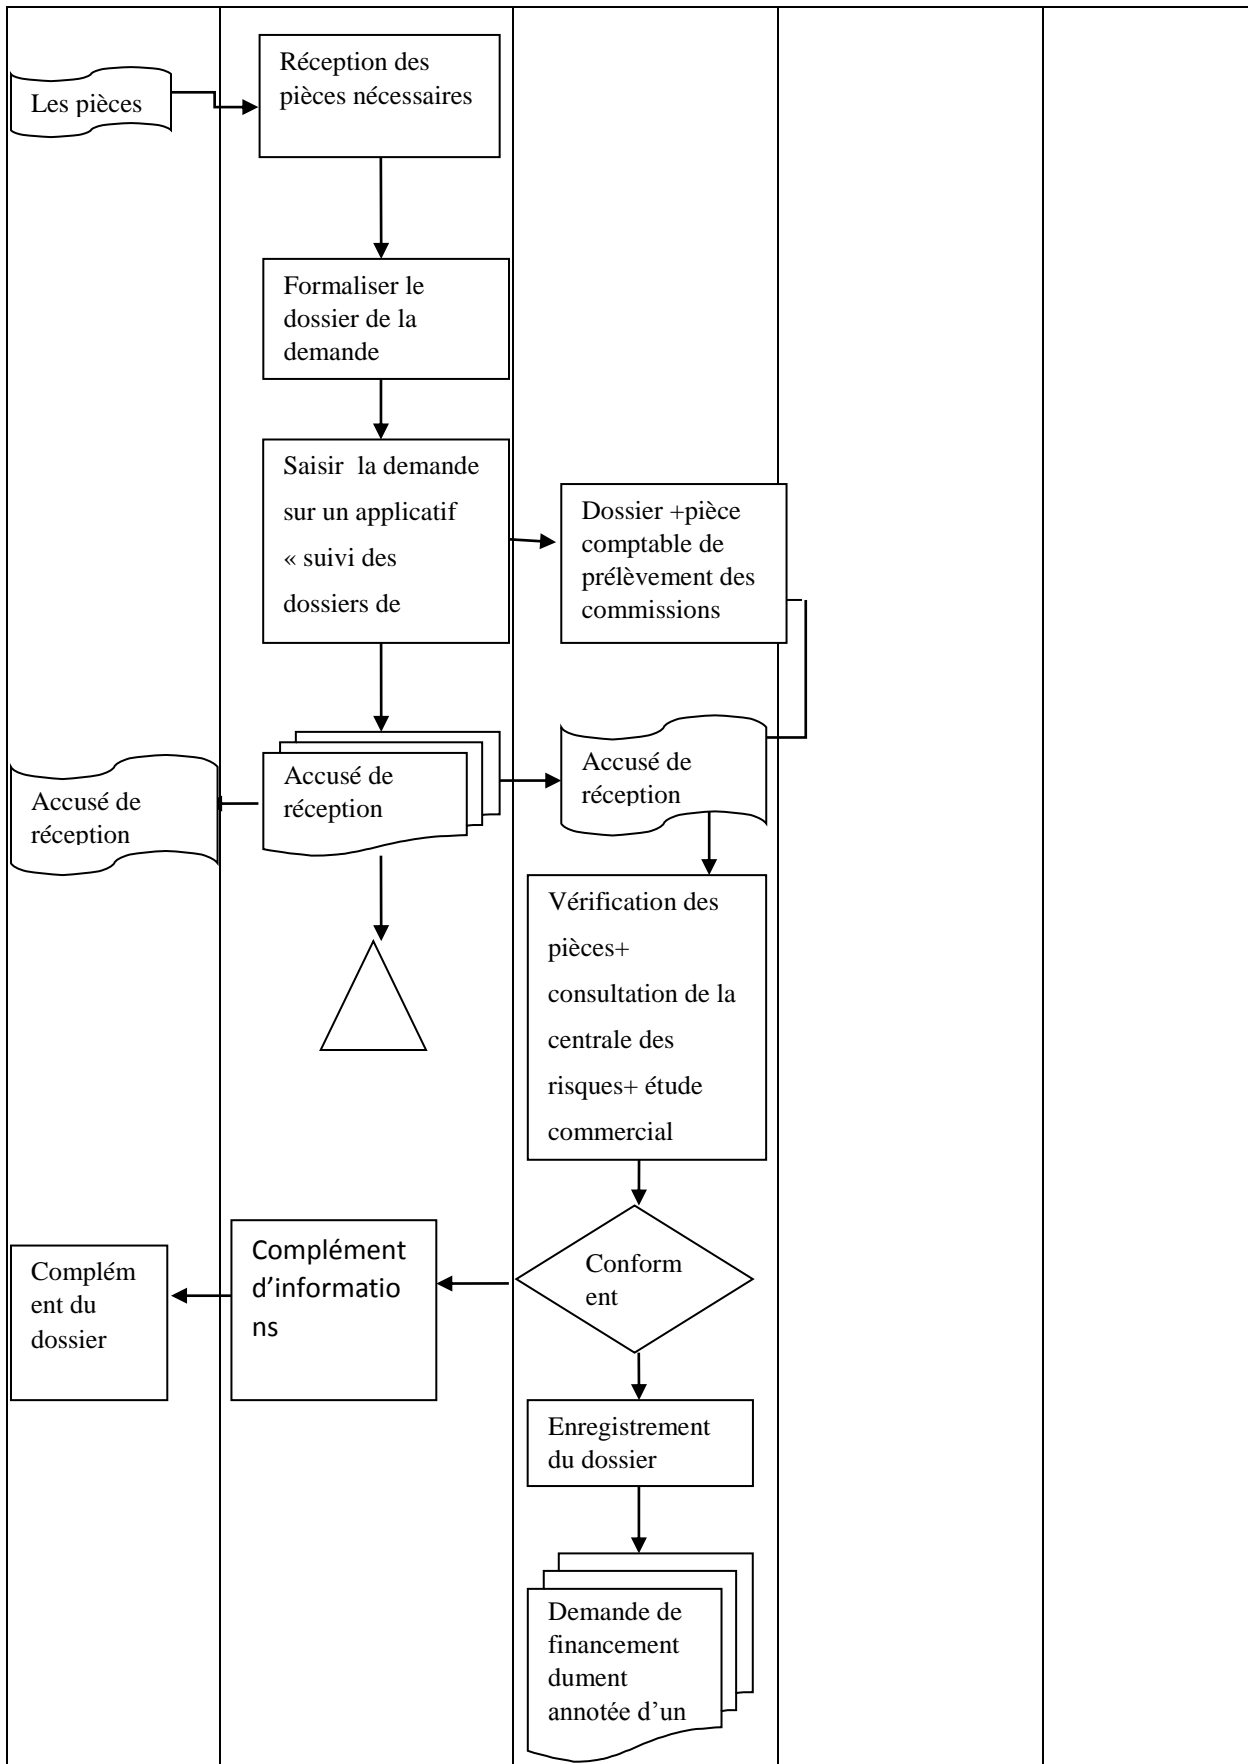 Les pièces
Réception des
pièces nécessaires
Formaliser le
dossier de la
demande
Saisir la demande
sur un applicatif
« suivi des
dossiers de
Dossier +pièce
comptable de
prélèvement des
commissions
Accusé de
réception
Accusé de
réception
Accusé de
réception
Vérification des
pièces+
consultation de la
centrale des
risques+ étude
commercial
Conform
ent
Complément
d’informatio
ns
Complém
ent du
dossier
Enregistrement
du dossier
Demande de
financement
dument
annotée d’un